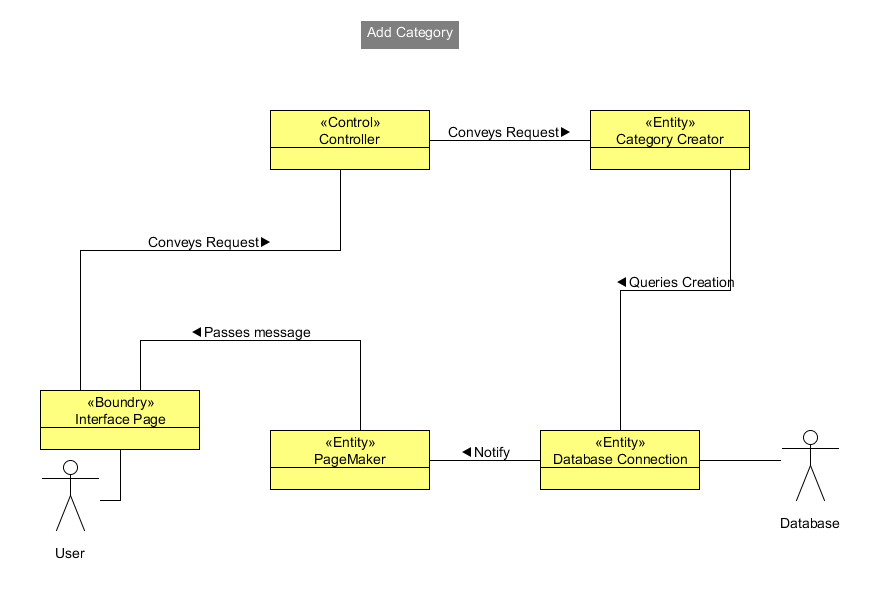 Add Category
«Control»
Controller
Conveys Request
«Entity»
Category Creator
Conveys Request
Queries Creation
Passes message
«Boundry»
Interface Page
«Entity»
PageMaker
Notify
«Entity»
Database Connection
Database
User